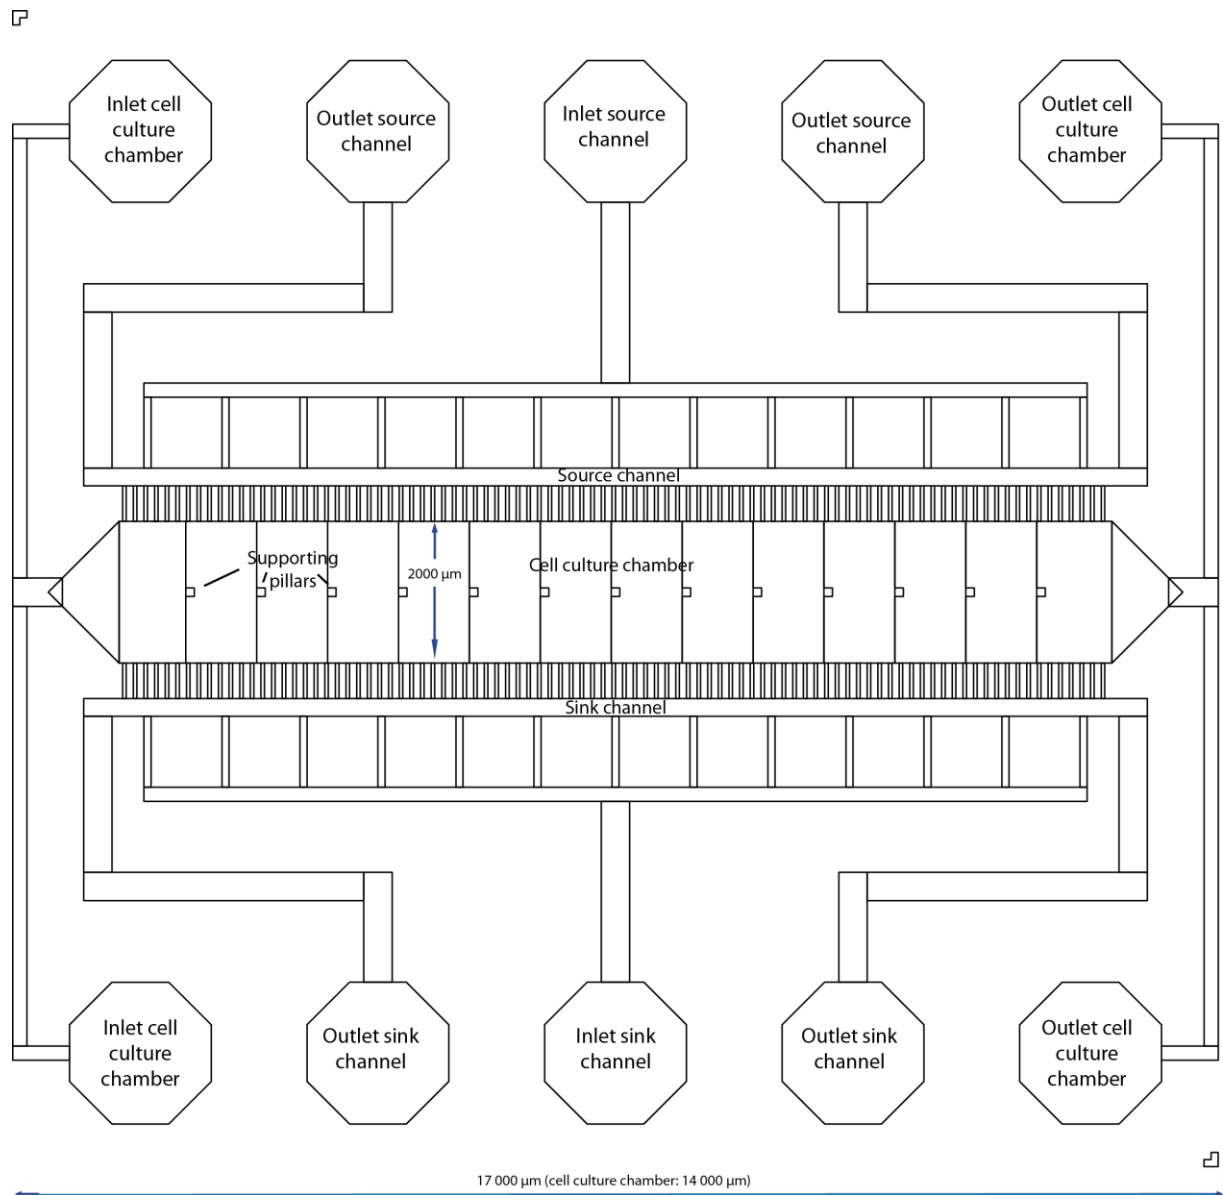 Inlet cell
culture
chamber
Outlet source
channel
Inlet source
channel
Outlet source
channel
Outlet cell
culture
chamber
Source channel
Supporting
pillars
2000 µm
Cell culture chamber
Sink channel
Inlet cell
culture
chamber
Outlet sink
channel
Inlet sink
channel
Outlet sink
channel
Outlet cell
culture
chamber
17 000 µm (cell culture chamber: 14 000 µm)